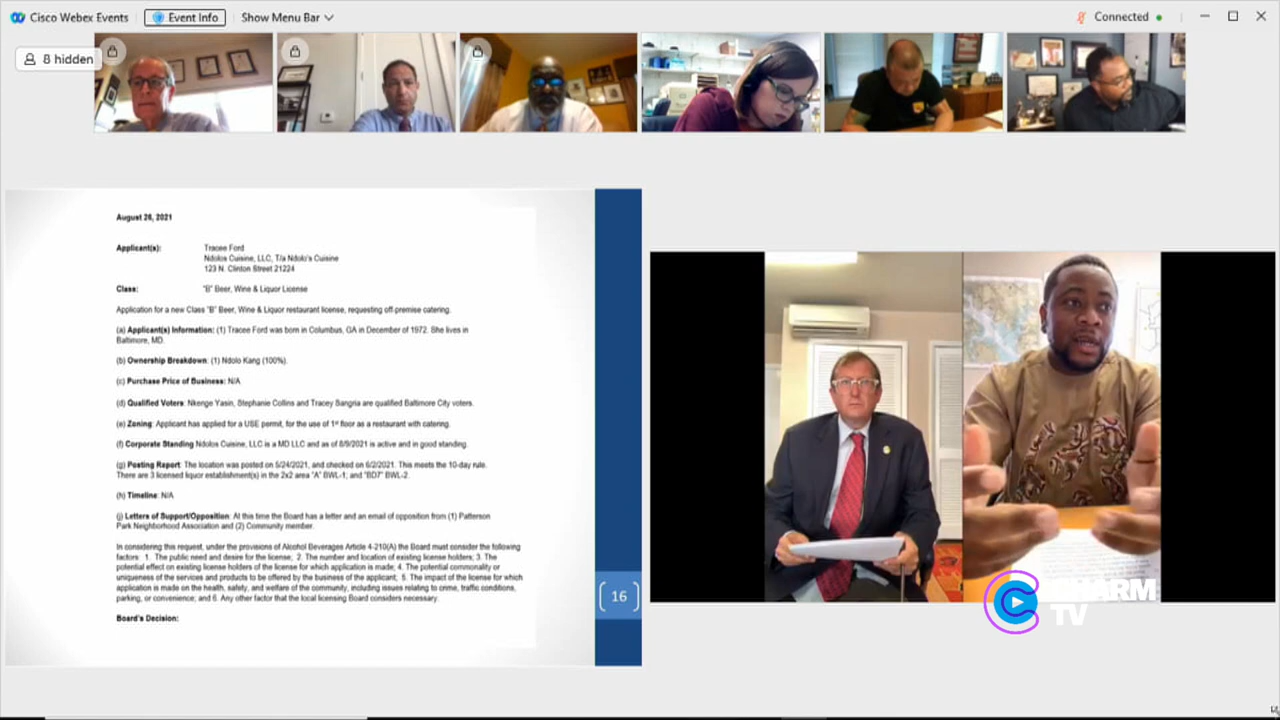 Cisco Webex Events
Event Info
Show Menu Bar
Connected
8 hidden
August 26, 2021
Applicant(s): Tracee Ford
Ndolos Cuisine, LLC, T/a Ndolo's Cuisine
123 N. Clinton Street 21224
Class: "B" Beer, Wine & Liquor License
Application for a new Class "B" Beer, Wine & Liquor restaurant license, requesting off-premise catering.
(a) Applicant(s) Information: (1) Tracee Ford was born in Columbus, GA in December of 1972. She lives in
Baltimore, MD.
(b) Ownership Breakdown: (1) Ndolo Kang (100%).
(c) Purchase Price of Business: N/A
(d) Qualified Voters: Nkenge Yasin, Stephanie Collins and Tracey Sangria are qualified Baltimore City voters.
(e) Zoning: Applicant has applied for a USE permit, for the use of 1st floor as a restaurant with catering.
(f) Corporate Standing Ndolos Cuisine, LLC is a MD LLC and as of 8/9/2021 is active and in good standing.
(g) Posting Report: The location was posted on 5/24/2021, and checked on 6/2/2021. This meets the 10-day rule.
There are 3 licensed liquor establishment(s) in the 2x2 area "A" BWL-1; and "BD7" BWL-2.
(h) Timeline: N/A
(j) Letters of Support/Opposition: At this time the Board has a letter and an email of opposition from (1) Patterson
Park Neighborhood Association and (2) Community member.
In considering this request, under the provisions of Alcohol Beverages Article 4-210(A) the Board must consider the following
factors: 1. The public need and desire for the license; 2. The number and location of existing license holders; 3. The
potential effect on existing license holders of the license for which application is made; 4. The potential commonality or
uniqueness of the services and products to be offered by the business of the applicant; 5. The impact of the license for which
application is made on the health, safety, and welfare of the community, including issues relating to crime, traffic conditions,
parking, or convenience; and 6. Any other factor that the local licensing Board considers necessary.
Board's Decision:
16
CHARM
TV